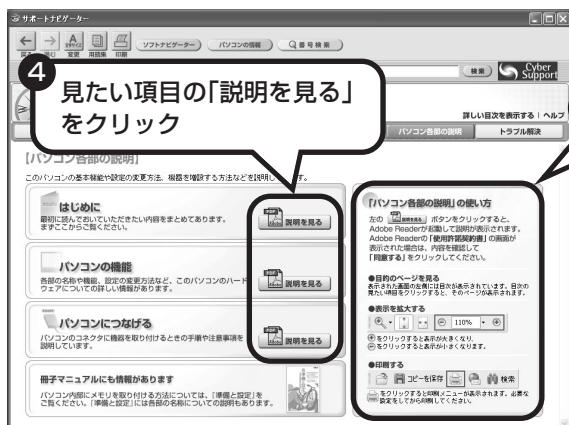 サポートナビゲーター
戻る 進む 変更 用語集 印刷
ソフトナビゲーター パソコンの情報 番号検索
検索 Cyber Support
4
見たい項目の「説明を見る」
をクリック
詳しい目次を表示する | ヘルプ
パソコン各部の説明 トラブル解決
[パソコン各部の説明]
このパソコンの基本機能や設定の変更方法、機器を増設する方法などを説明しています。
はじめに
最初に読んでおいていただきたい内容をまとめてあります。
まずここからご覧ください。
説明を見る
パソコンの機能
各部の名称や機能、設定の変更方法など、このパソコンのハード
ウェアについての詳しい情報があります。
説明を見る
パソコンにつなげる
パソコンのコネクタに機器を取り付けるときの手順や注意事項を
説明しています。
説明を見る
冊子マニュアルにも情報があります
パソコン内部にメモリを取り付ける方法については、『準備と設定』を
ご覧ください。『準備と設定』には各部の名称についての説明もあります。
「パソコン各部の説明」の使い方
左の 説明を見る ボタンをクリックすると、
Adobe Readerが起動して説明が表示されます。
Adobe Readerの「使用許諾契約書」の画面が
表示された場合は、内容を確認して
「同意する」をクリックしてください。
●目的のページを見る
表示された画面の左側には目次が表示されています。目次の
見たい項目をクリックすると、そのページが表示されます。
●表示を拡大する
110%
をクリックすると表示が大きくなり、
をクリックすると表示が小さくなります。
●印刷する
コピーを保存 検索
をクリックすると印刷メニューが表示されます。必要な
設定をしてから印刷してください。